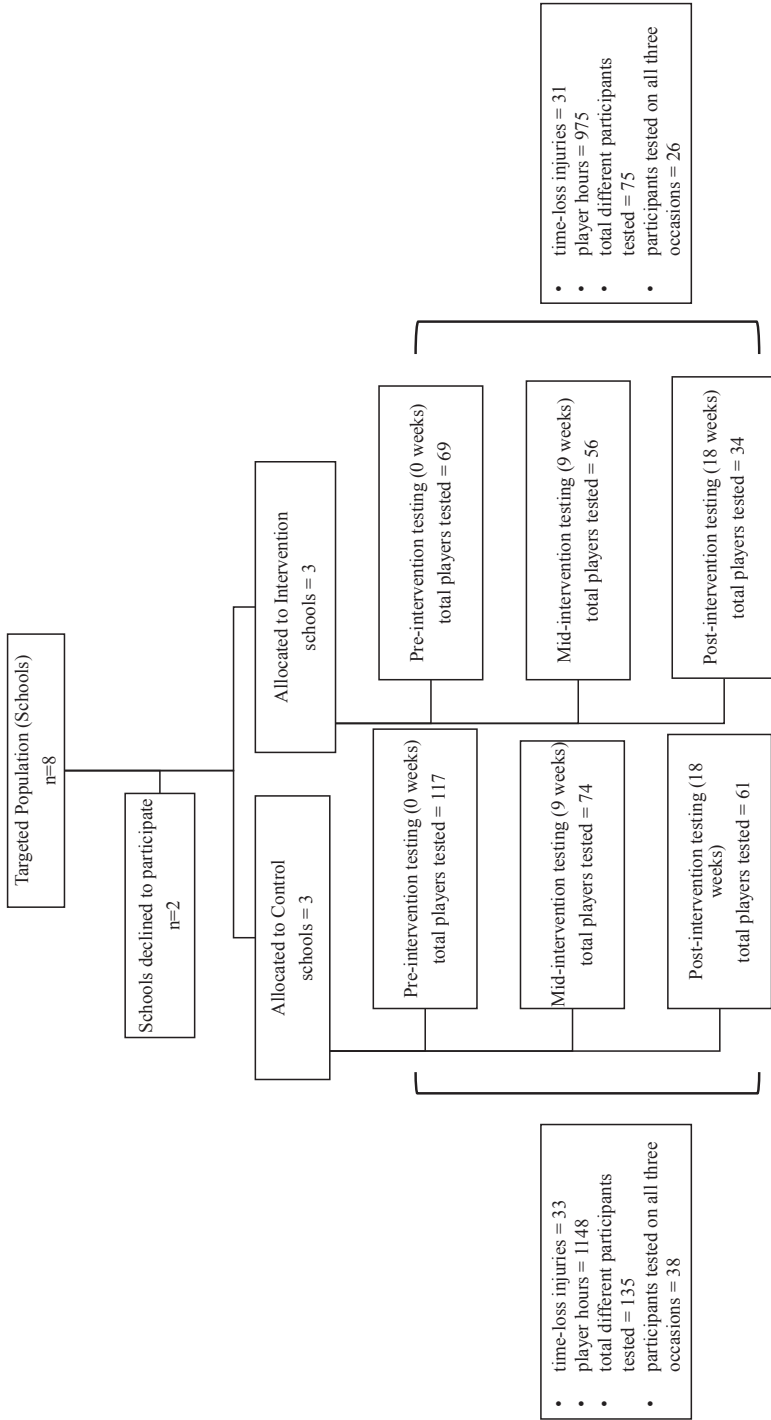 Targeted Population (Schools)
n=8
Schools declined to participate
n=2
Allocated to Control
schools = 3
Allocated to Intervention
schools = 3
Pre-intervention testing (0 weeks)
total players tested = 117
Pre-intervention testing (0 weeks)
total players tested = 69
Mid-intervention testing (9 weeks)
total players tested = 74
Mid-intervention testing (9 weeks)
total players tested = 56
Post-intervention testing (18
weeks)
total players tested = 61
Post-intervention testing (18 weeks)
total players tested = 34
• time-loss injuries = 33
• player hours = 1148
• total different participants
tested = 135
• participants tested on all three
occasions = 38
• time-loss injuries = 31
• player hours = 975
• total different participants
tested = 75
• participants tested on all three
occasions = 26